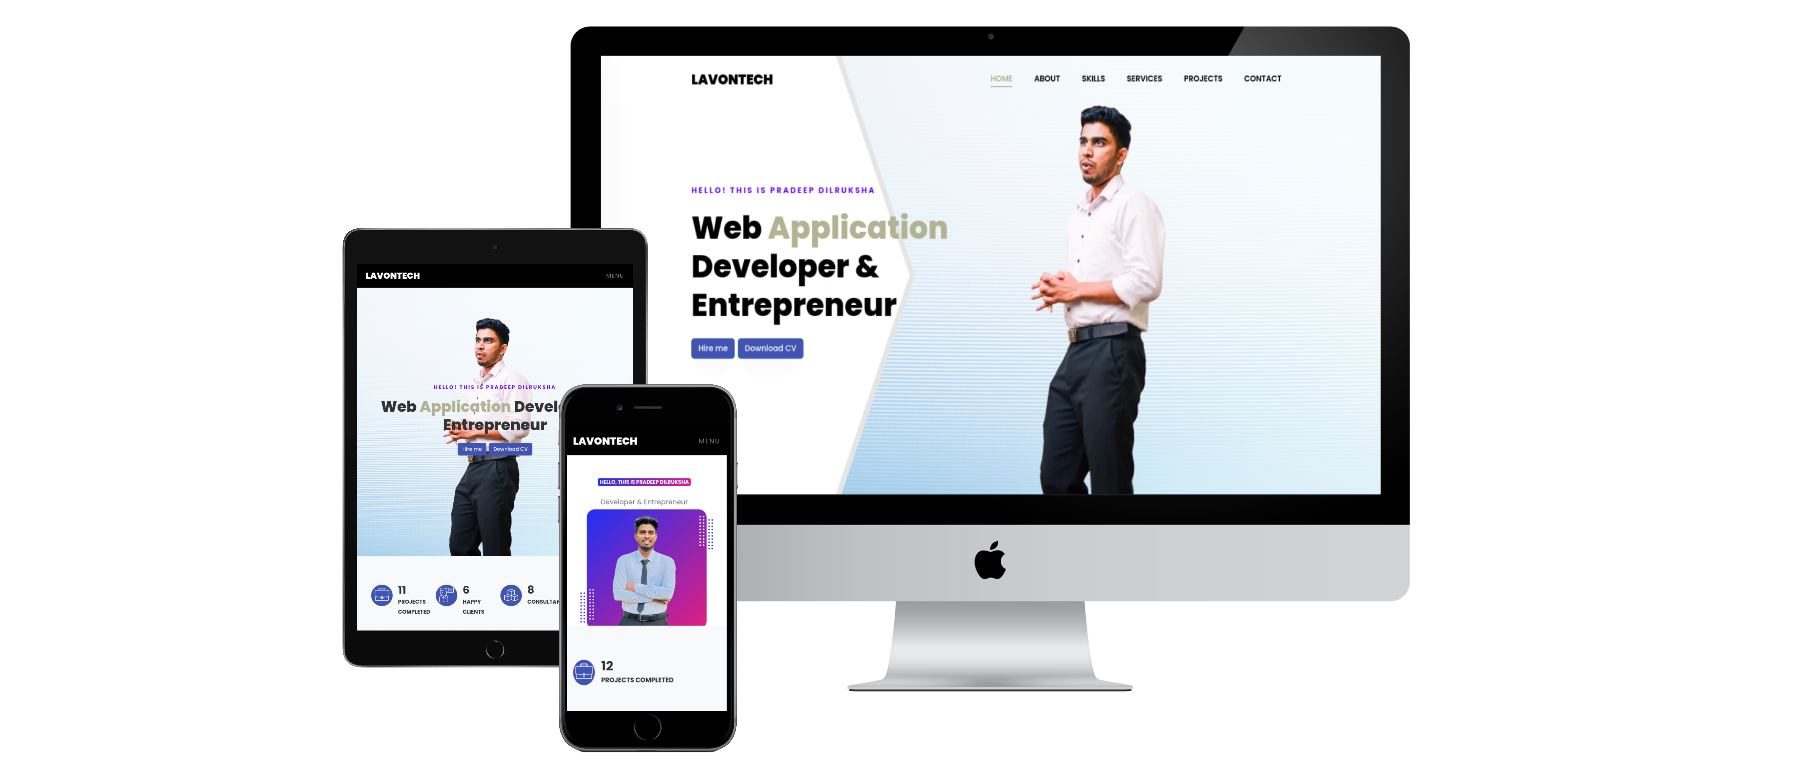 LAVONTECH
HOME ABOUT SKILLS SERVICES PROJECTS CONTACT
HELLO! THIS IS PRADEEP DILRUKSHA
Web Application
Developer &
Entrepreneur
Hire me Download CV
LAVONTECH MENU
HELLO! THIS IS PRADEEP DILRUKSHA
Web Application Devel
Entrepreneur
Hire me Download CV
11 PROJECTS COMPLETED
6 HAPPY CLIENTS
8 CONSULTAN
LAVONTECH MENU
HELLO, THIS IS PRADEEP DILRUKSHA
Developer & Entrepreneur
12
PROJECTS COMPLETED